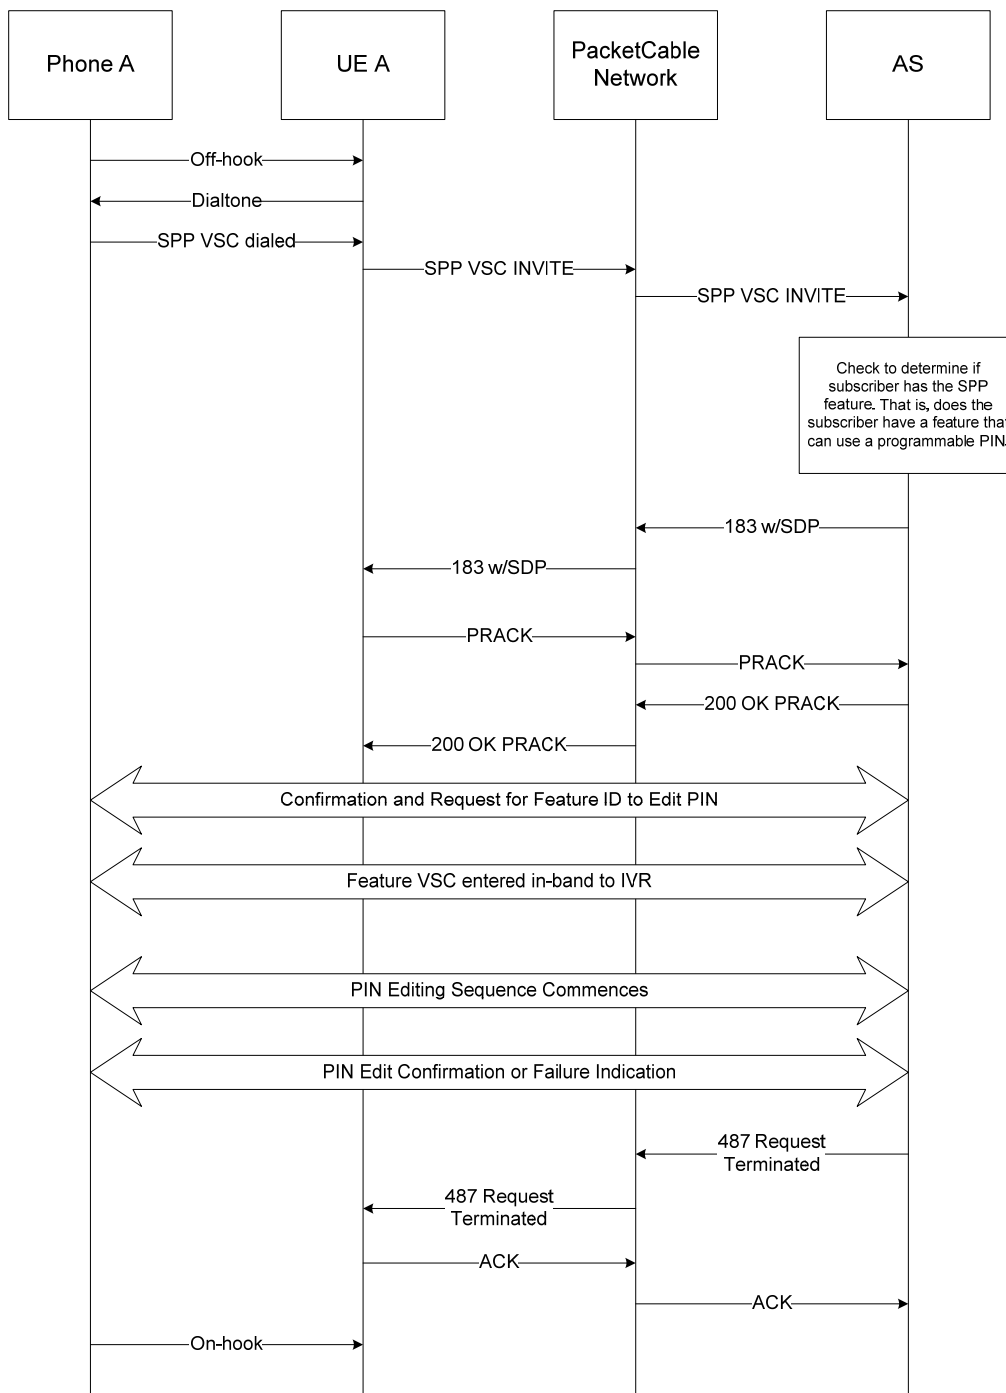 Phone A
UE A
PacketCable
Network
AS
Off-hook
Dialtone
SPP VSC dialed
SPP VSC INVITE
SPP VSC INVITE
Check to determine if
subscriber has the SPP
feature. That is, does the
subscriber have a feature that
can use a programmable PIN.
183 w/SDP
183 w/SDP
PRACK
PRACK
200 OK PRACK
200 OK PRACK
Confirmation and Request for Feature ID to Edit PIN
Feature VSC entered in-band to IVR
PIN Editing Sequence Commences
PIN Edit Confirmation or Failure Indication
487 Request
Terminated
487 Request
Terminated
ACK
ACK
On-hook